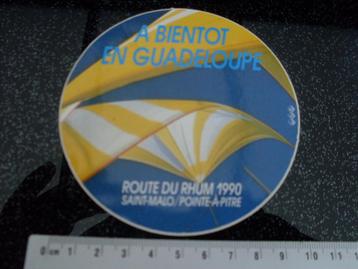 A BIENTOT
EN GUADELOUPE
ROUTE DU RHUM 1990
SAINT-MALO/POINTE-A-PITRE
0 cm 1 2 3 4 5 6 7 8 9 10 11 12